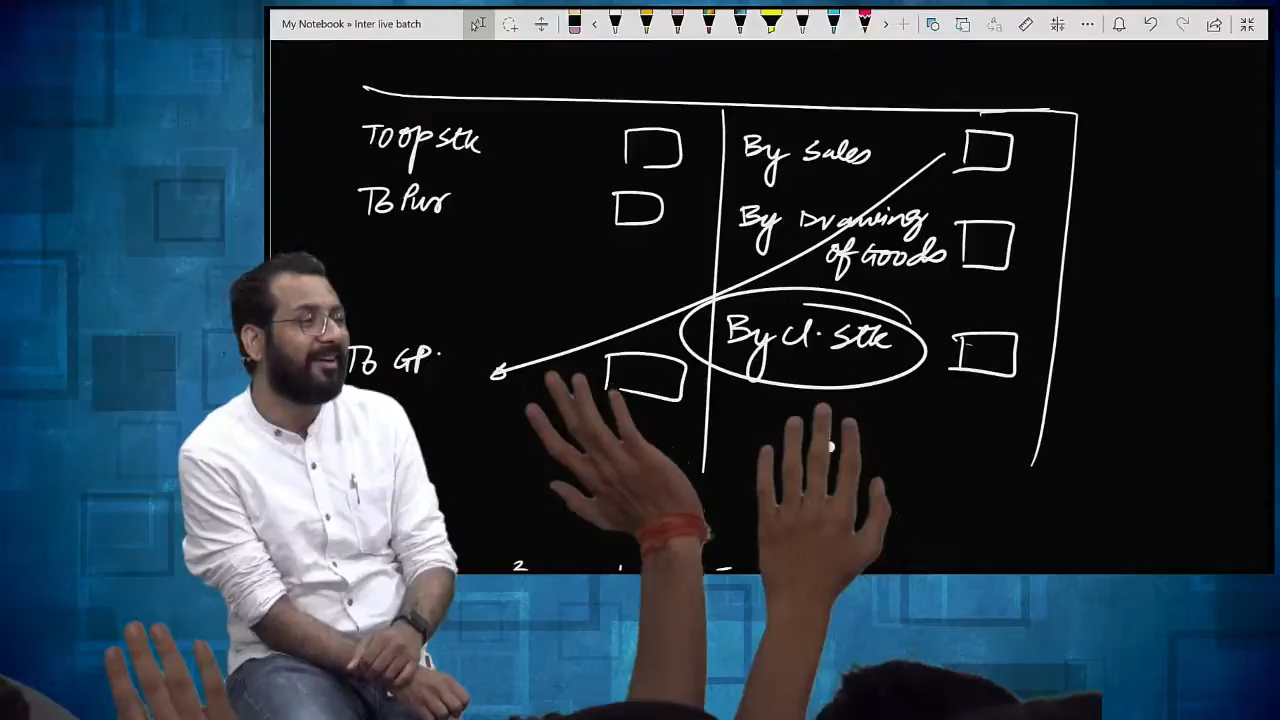 My Notebook » Inter live batch
To op stk
To Pur
To GP.
By Sales
By Drawing
of Goods
By Cl. Stk